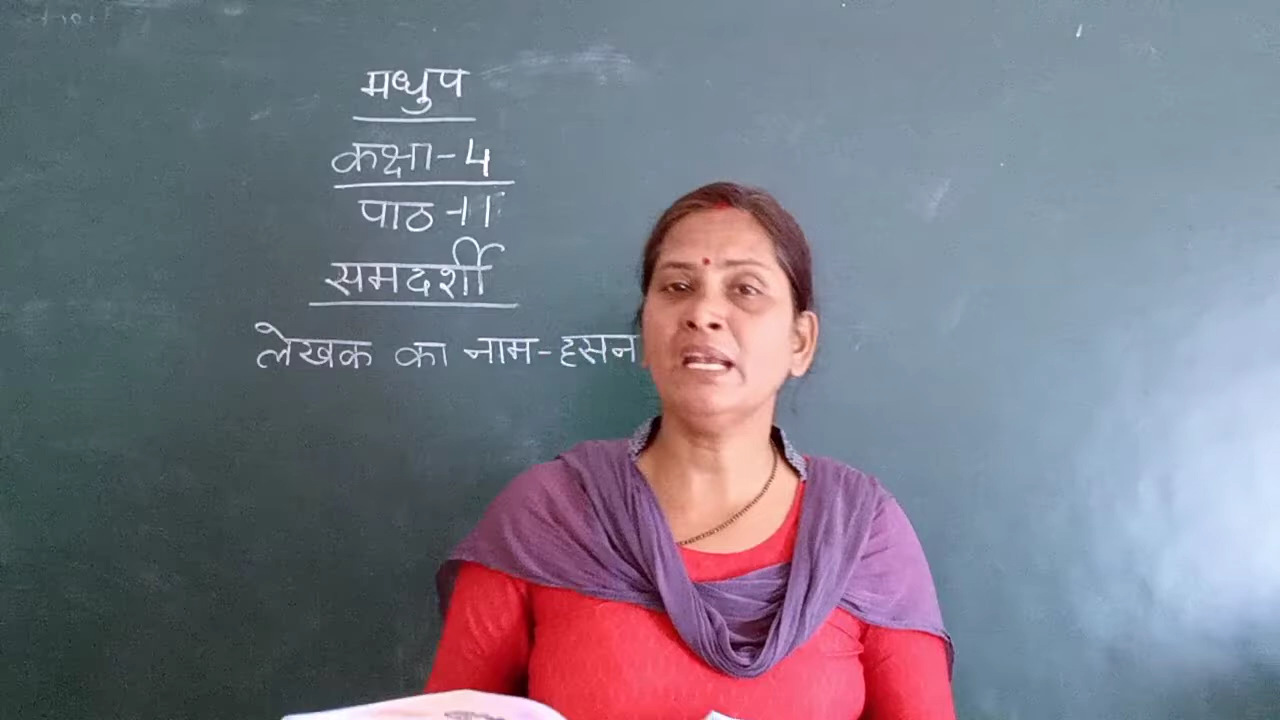 मधुप
कक्षा-4
पाठ-11
समदर्शी
लेखक का नाम-हसन